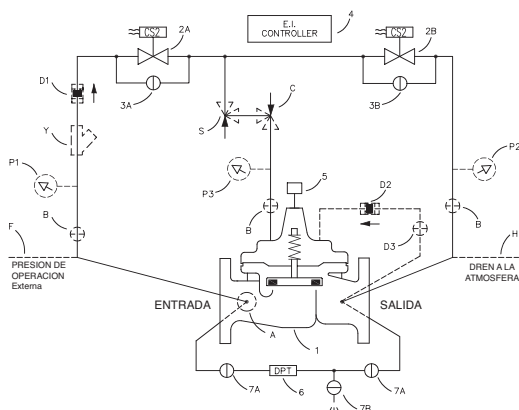 CS2
2A
E.I.
CONTROLLER
4
CS2
2B
D1
3A
3B
C
S
Y
P1
P3
5
D2
P2
B
B
D3
B
F
H
PRESION DE
OPERACION
Externa
DREN A LA
ATMOSFERA
ENTRADA
SALIDA
A
1
7A
DPT
6
7A
7B